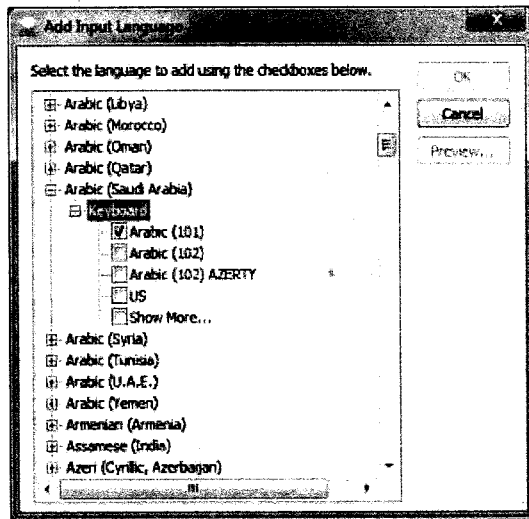 Add Input Language
Select the language to add using the checkboxes below.
OK
Cancel
Preview...
Arabic (Libya)
Arabic (Morocco)
Arabic (Oman)
Arabic (Qatar)
Arabic (Saudi Arabia)
Keyboard
Arabic (101)
Arabic (102)
Arabic (102) AZERTY
US
Show More...
Arabic (Syria)
Arabic (Tunisia)
Arabic (U.A.E.)
Arabic (Yemen)
Armenian (Armenia)
Assamese (India)
Azeri (Cyrillic, Azerbaijan)